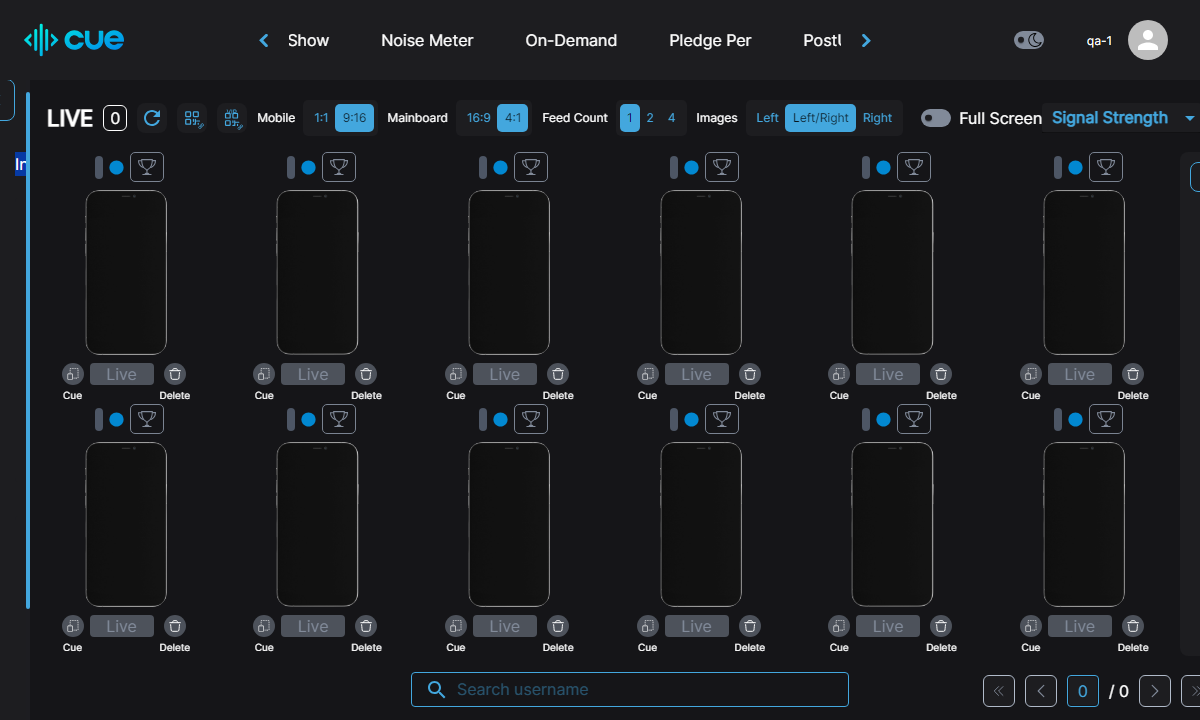 cue
Show Noise Meter On-Demand Pledge Per
qa-1
LIVE 0 Mobile 1:1 9:16 Mainboard 16:9 4:1 Feed Count 1 2 4 Images Left Left/Right Right Full Screen Signal Strength
Live Live Live Live Live Live
Cue Delete Cue Delete Cue Delete Cue Delete Cue Delete Cue Delete
Live Live Live Live Live Live
Cue Delete Cue Delete Cue Delete Cue Delete Cue Delete Cue Delete
Search username
0 / 0